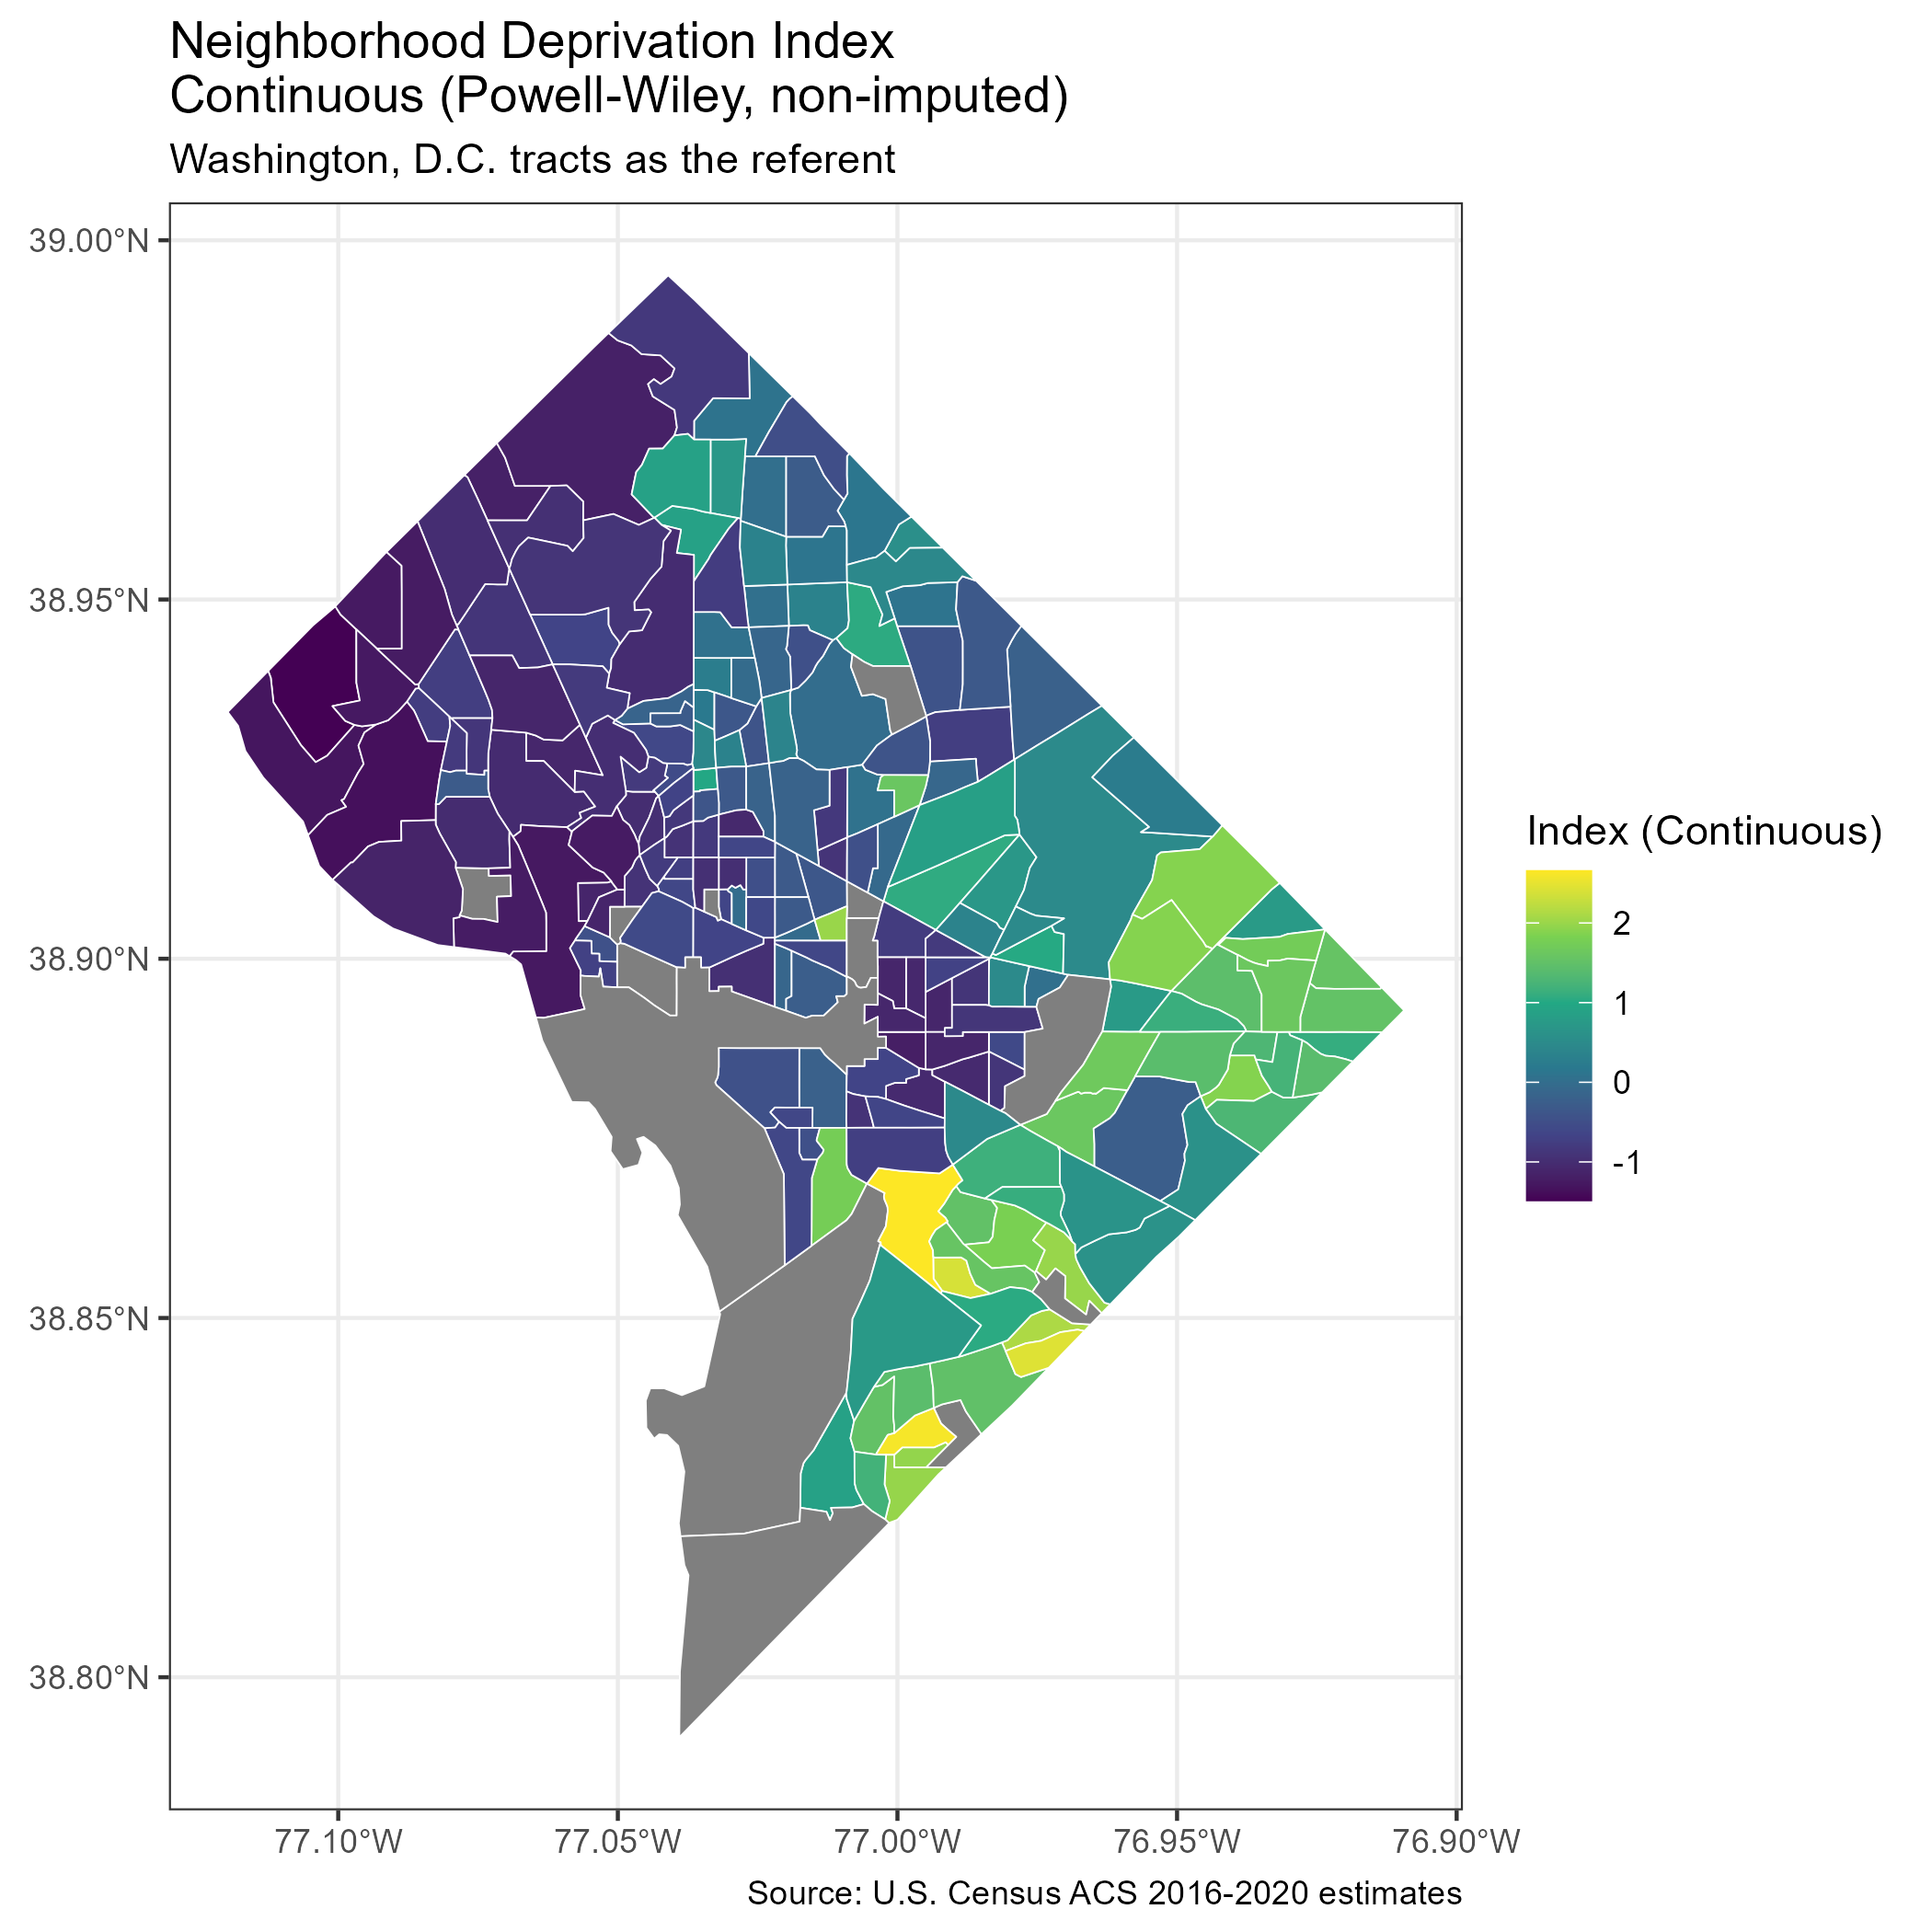 Neighborhood Deprivation Index
Continuous (Powell-Wiley, non-imputed)
Washington, D.C. tracts as the referent
39.00°N
38.95°N
38.90°N
38.85°N
38.80°N
77.10°W
77.05°W
77.00°W
76.95°W
76.90°W
Index (Continuous)
2
1
0
-1
Source: U.S. Census ACS 2016-2020 estimates